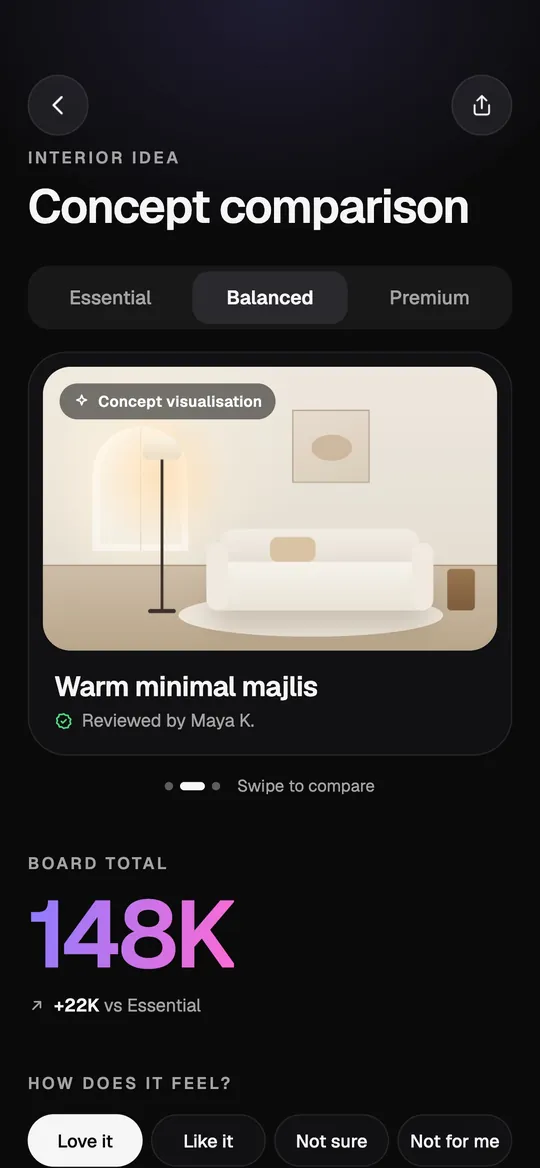 INTERIOR IDEA
Concept comparison
Essential
Balanced
Premium
Concept visualisation
Warm minimal majlis
Reviewed by Maya K.
Swipe to compare
BOARD TOTAL
148K
+22K vs Essential
HOW DOES IT FEEL?
Love it
Like it
Not sure
Not for me